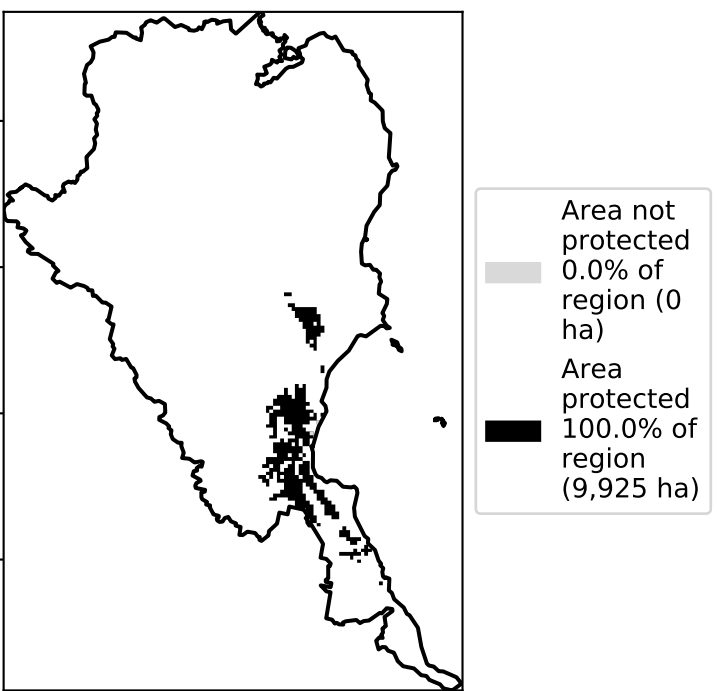 Area not
protected
0.0% of
region (0
ha)
Area
protected
100.0% of
region
(9,925 ha)